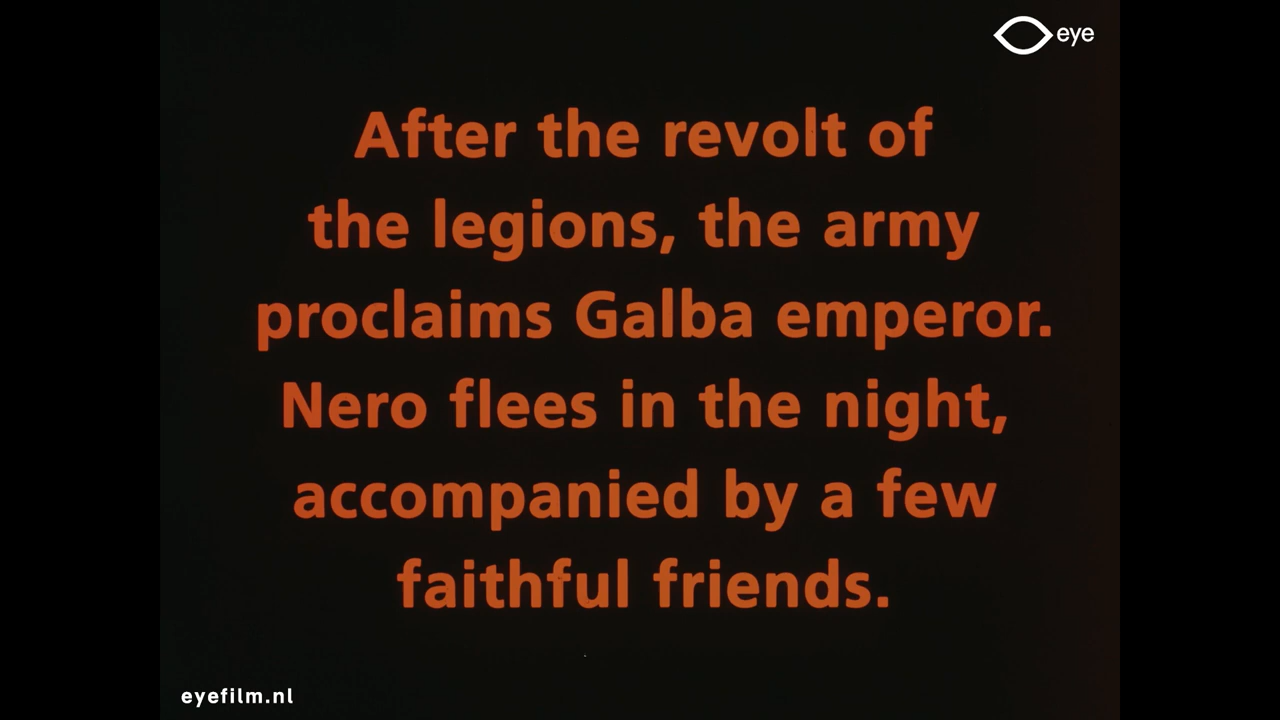 eye
After the revolt of
the legions, the army
proclaims Galba emperor.
Nero flees in the night,
accompanied by a few
faithful friends.
eyefilm.nl